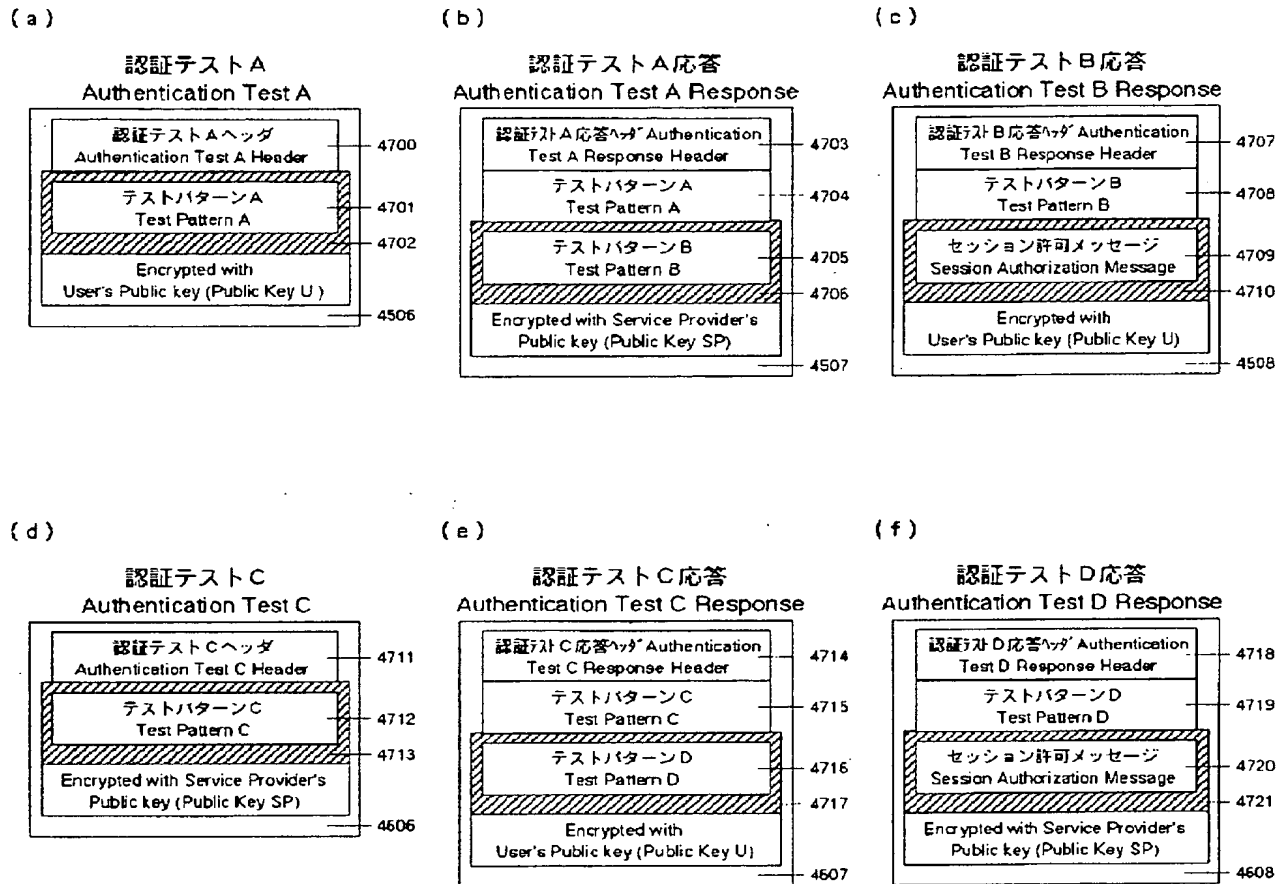 (a)
認証テストA
Authentication Test A
認証テストAヘッダ
Authentication Test A Header
4700
テストパターンA
Test Pattern A
4701
4702
Encrypted with
User's Public key (Public Key U)
4506
(b)
認証テストA応答
Authentication Test A Response
認証テストA応答ヘッダ Authentication
Test A Response Header
4703
テストパターンA
Test Pattern A
4704
テストパターンB
Test Pattern B
4705
4706
Encrypted with Service Provider's
Public key (Public Key SP)
4507
(c)
認証テストB応答
Authentication Test B Response
認証テストB応答ヘッダ Authentication
Test B Response Header
4707
テストパターンB
Test Pattern B
4708
セッション許可メッセージ
Session Authorization Message
4709
4710
Encrypted with
User's Public key (Public Key U)
4508
(d)
認証テストC
Authentication Test C
認証テストCヘッダ
Authentication Test C Header
4711
テストパターンC
Test Pattern C
4712
4713
Encrypted with Service Provider's
Public key (Public Key SP)
4606
(e)
認証テストC応答
Authentication Test C Response
認証テストC応答ヘッダ Authentication
Test C Response Header
4714
テストパターンC
Test Pattern C
4715
テストパターンD
Test Pattern D
4716
4717
Encrypted with
User's Public key (Public Key U)
4607
(f)
認証テストD応答
Authentication Test D Response
認証テストD応答ヘッダ Authentication
Test D Response Header
4718
テストパターンD
Test Pattern D
4719
セッション許可メッセージ
Session Authorization Message
4720
4721
Encrypted with Service Provider's
Public key (Public Key SP)
4608